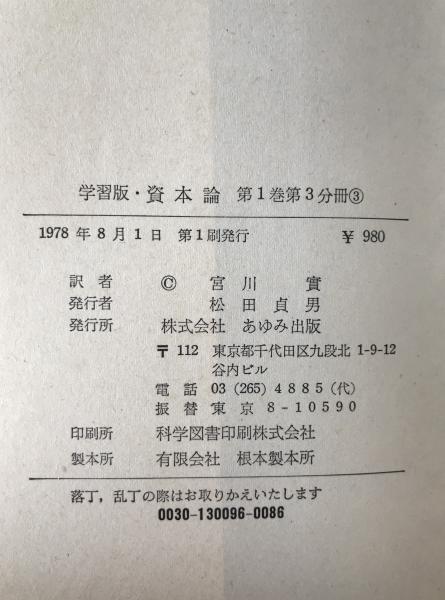 学習版・資本論 第1巻第3分冊③
1978年8月1日 第1刷発行 ¥ 980
訳者 © 宮川 實
発行者 松田貞男
発行所 株式会社 あゆみ出版
〒112 東京都千代田区九段北 1-9-12
谷内ビル
電話 03 (265) 4885 (代)
振替 東京 8-10590
印刷所 科学図書印刷株式会社
製本所 有限会社 根本製本所
落丁，乱丁の際はお取りかえいたします
0030-130096-0086